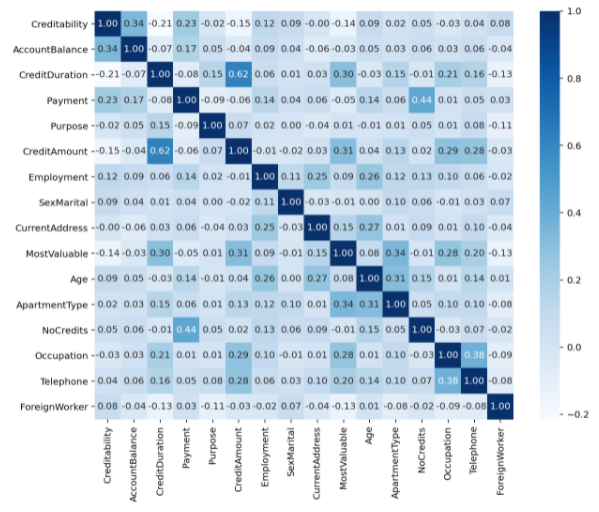 1.0
Creditability 1.00 0.34 -0.21 0.23 -0.02 -0.15 0.12 0.09 -0.00 -0.14 0.09 0.02 0.05 -0.03 0.04 0.08
AccountBalance 0.34 1.00 -0.07 0.17 0.05 -0.04 0.09 0.04 -0.06 -0.03 0.05 0.03 0.06 0.03 0.06 -0.04
0.8
CreditDuration -0.21 -0.07 1.00 -0.08 0.15 0.62 0.06 0.01 0.03 0.30 -0.03 0.15 -0.01 0.21 0.16 -0.13
Payment 0.23 0.17 -0.08 1.00 -0.09 -0.06 0.14 0.04 0.06 -0.05 0.14 0.06 0.44 0.01 0.05 0.03
Purpose -0.02 0.05 0.15 -0.09 1.00 0.07 0.02 0.00 -0.04 0.01 -0.01 0.01 0.05 0.01 0.08 -0.11
0.6
CreditAmount -0.15 -0.04 0.62 -0.06 0.07 1.00 -0.01 -0.02 0.03 0.31 0.04 0.13 0.02 0.29 0.28 -0.03
Employment 0.12 0.09 0.06 0.14 0.02 -0.01 1.00 0.11 0.25 0.09 0.26 0.12 0.13 0.10 0.06 -0.02
SexMarital 0.09 0.04 0.01 0.04 0.00 -0.02 0.11 1.00 -0.03 -0.01 0.00 0.10 0.06 -0.01 0.03 0.07
0.4
CurrentAddress -0.00 -0.06 0.03 0.06 -0.04 0.03 0.25 -0.03 1.00 0.15 0.27 0.01 0.09 0.01 0.10 -0.04
MostValuable -0.14 -0.03 0.30 -0.05 0.01 0.31 0.09 -0.01 0.15 1.00 0.08 0.34 -0.01 0.28 0.20 -0.13
0.2
Age 0.09 0.05 -0.03 0.14 -0.01 0.04 0.26 0.00 0.27 0.08 1.00 0.31 0.15 0.01 0.14 0.01
ApartmentType 0.02 0.03 0.15 0.06 0.01 0.13 0.12 0.10 0.01 0.34 0.31 1.00 0.05 0.10 0.10 -0.08
NoCredits 0.05 0.06 -0.01 0.44 0.05 0.02 0.13 0.06 0.09 -0.01 0.15 0.05 1.00 -0.03 0.07 -0.02
0.0
Occupation -0.03 0.03 0.21 0.01 0.01 0.29 0.10 -0.01 0.01 0.28 0.01 0.10 -0.03 1.00 0.38 -0.09
Telephone 0.04 0.06 0.16 0.05 0.08 0.28 0.06 0.03 0.10 0.20 0.14 0.10 0.07 0.38 1.00 -0.08
ForeignWorker 0.08 -0.04 -0.13 0.03 -0.11 -0.03 -0.02 0.07 -0.04 -0.13 0.01 -0.08 -0.02 -0.09 -0.08 1.00
-0.2
Creditability
AccountBalance
CreditDuration
Payment
Purpose
CreditAmount
Employment
SexMarital
CurrentAddress
MostValuable
Age
ApartmentType
NoCredits
Occupation
Telephone
ForeignWorker